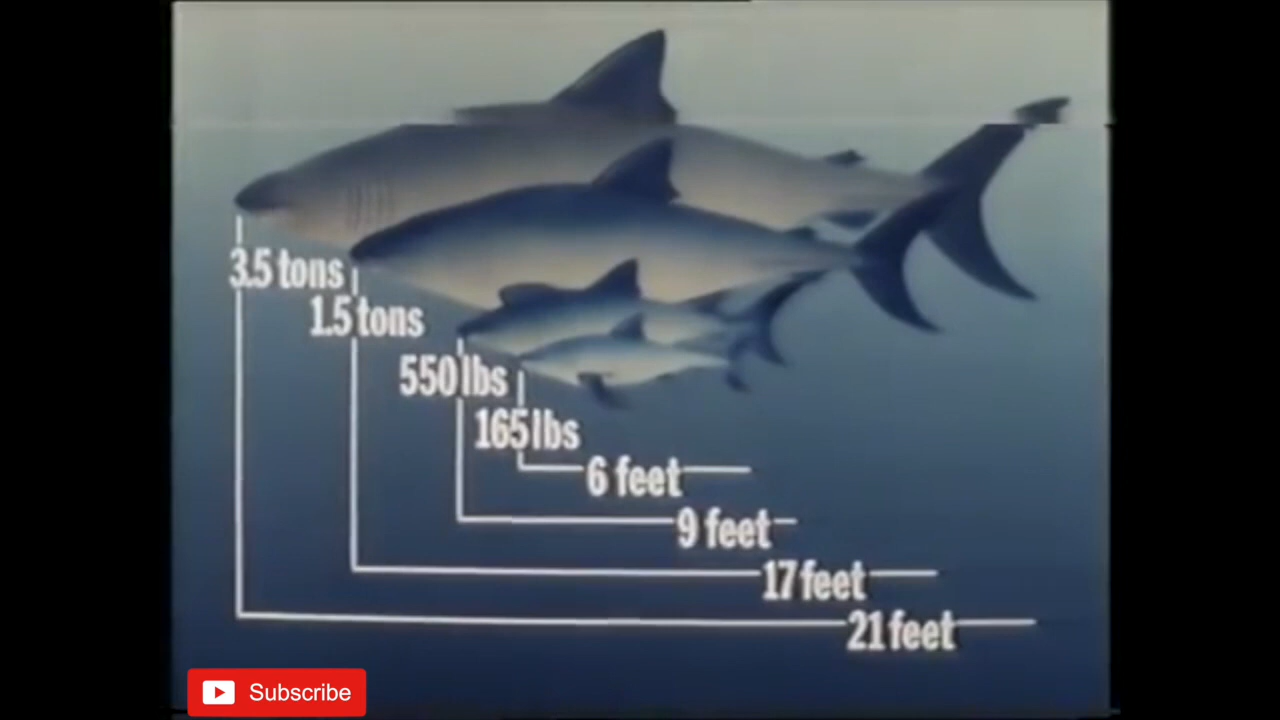 3.5 tons
1.5 tons
550 lbs
165 lbs
6 feet
9 feet
17 feet
21 feet
Subscribe